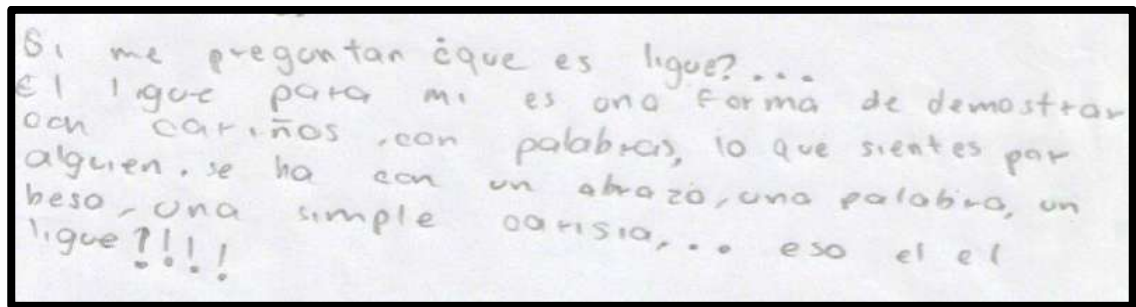 Si me preguntan ¿que es ligue?...
El ligue para mi es una forma de demostrar
con cariños, con palabras, lo que sientes por
alguien. se ha con un abrazo, una palabra, un
beso, una simple carisia,... eso el el
ligue?!!!!